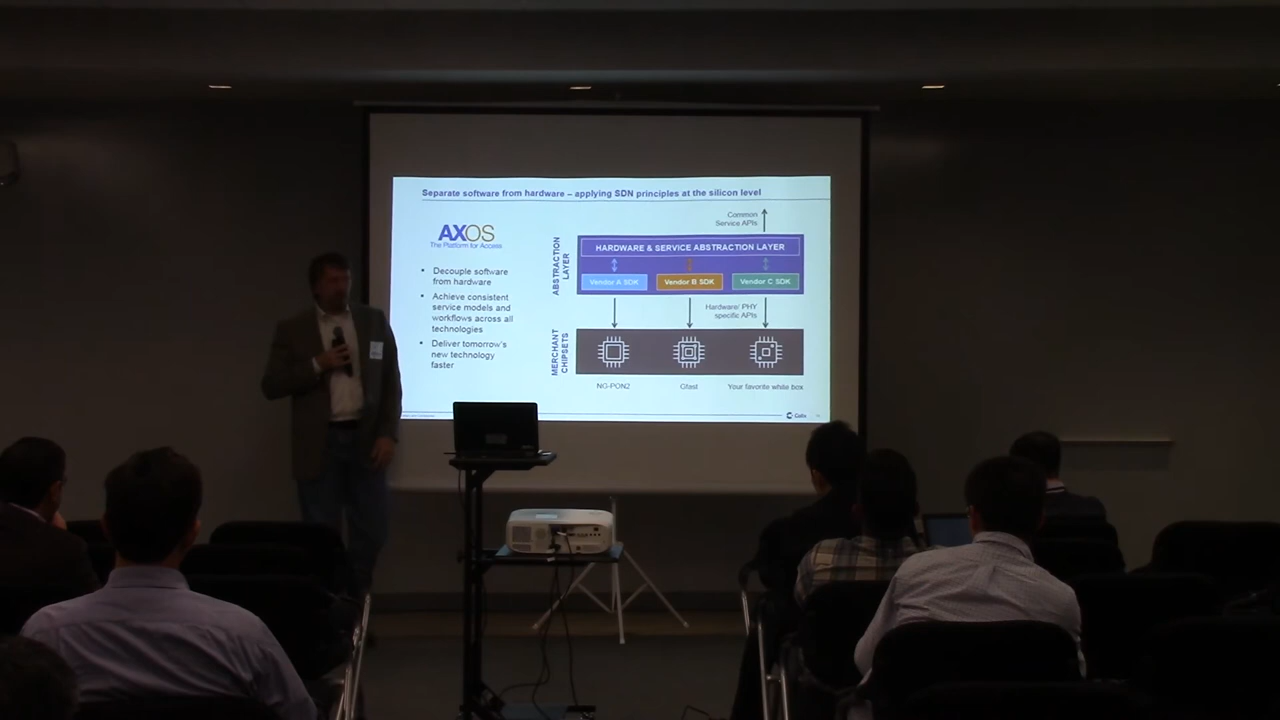 Separate software from hardware – applying SDN principles at the silicon level
AXOS
The Platform for Access
• Decouple software
from hardware
• Achieve consistent
service models and
workflows across all
technologies
• Deliver tomorrow's
new technology
faster
Common
Service APIs
ABSTRACTION
LAYER
HARDWARE & SERVICE ABSTRACTION LAYER
Vendor A SDK
Vendor B SDK
Vendor C SDK
Hardware/ PHY
specific APIs
MERCHANT
CHIPSETS
NG-PON2
Gfast
Your favorite white box
Calix